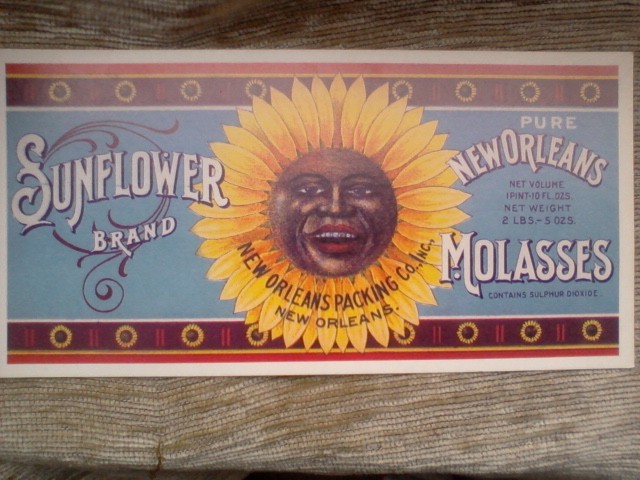 SUNFLOWER
BRAND
NEW ORLEANS PACKING CO., INC.,
NEW ORLEANS.
PURE
NEW ORLEANS
NET VOLUME
1 PINT-10 FL. OZS.
NET WEIGHT
2 LBS.-5 OZS.
MOLASSES
CONTAINS SULPHUR DIOXIDE